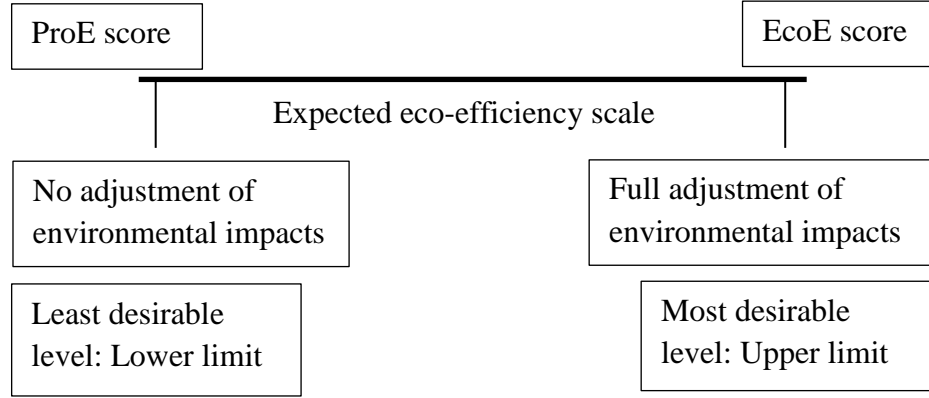 ProE score
EcoE score
Expected eco-efficiency scale
No adjustment of
environmental impacts
Full adjustment of
environmental impacts
Least desirable
level: Lower limit
Most desirable
level: Upper limit